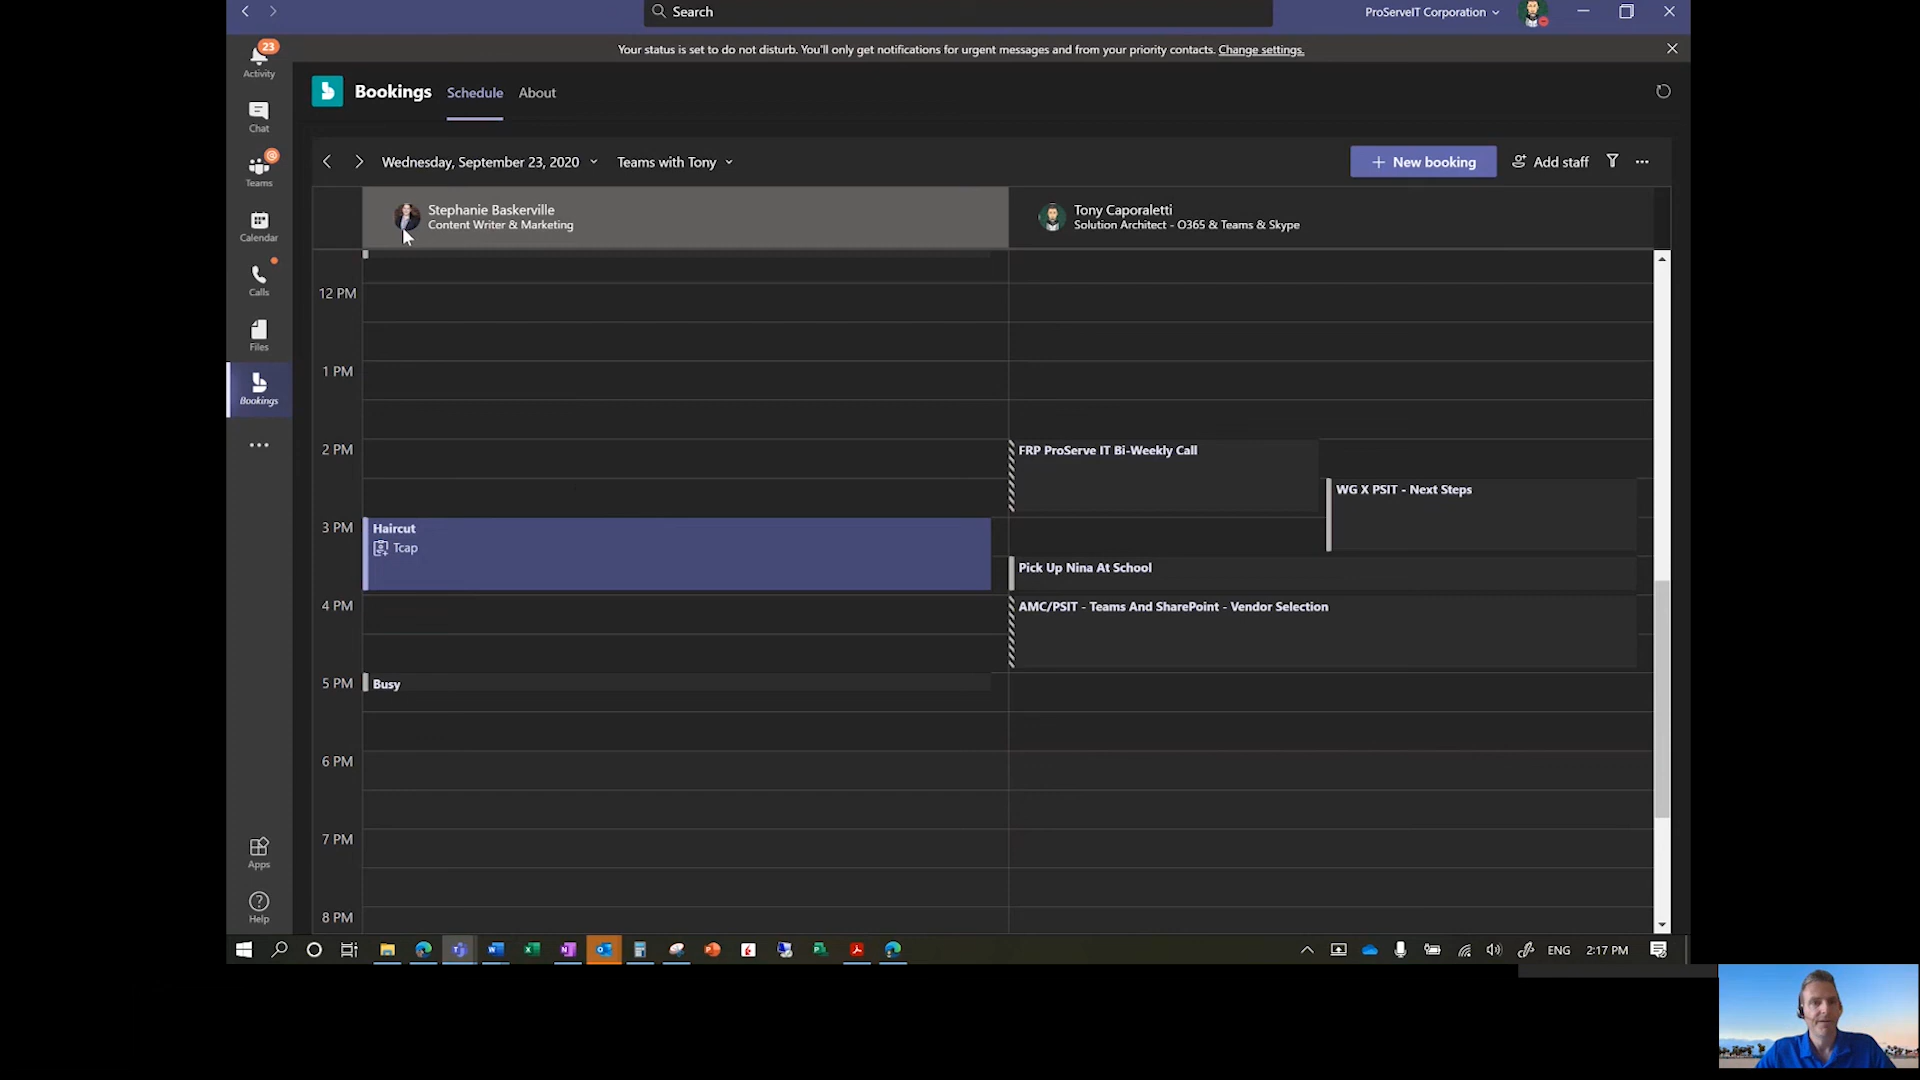 Search
ProServeIT Corporation
Your status is set to do not disturb. You'll only get notifications for urgent messages and from your priority contacts. Change settings.
23
Activity
Chat
Teams
Calendar
Calls
Files
Bookings
Apps
Help
Bookings Schedule About
Wednesday, September 23, 2020 Teams with Tony
+ New booking Add staff
Stephanie Baskerville
Content Writer & Marketing
Tony Caporaletti
Solution Architect - O365 & Teams & Skype
12 PM
1 PM
2 PM
FRP ProServe IT Bi-Weekly Call
WG X PSIT - Next Steps
3 PM
Haircut
Tcap
Pick Up Nina At School
4 PM
AMC/PSIT - Teams And SharePoint - Vendor Selection
5 PM
Busy
6 PM
7 PM
8 PM
ENG 2:17 PM